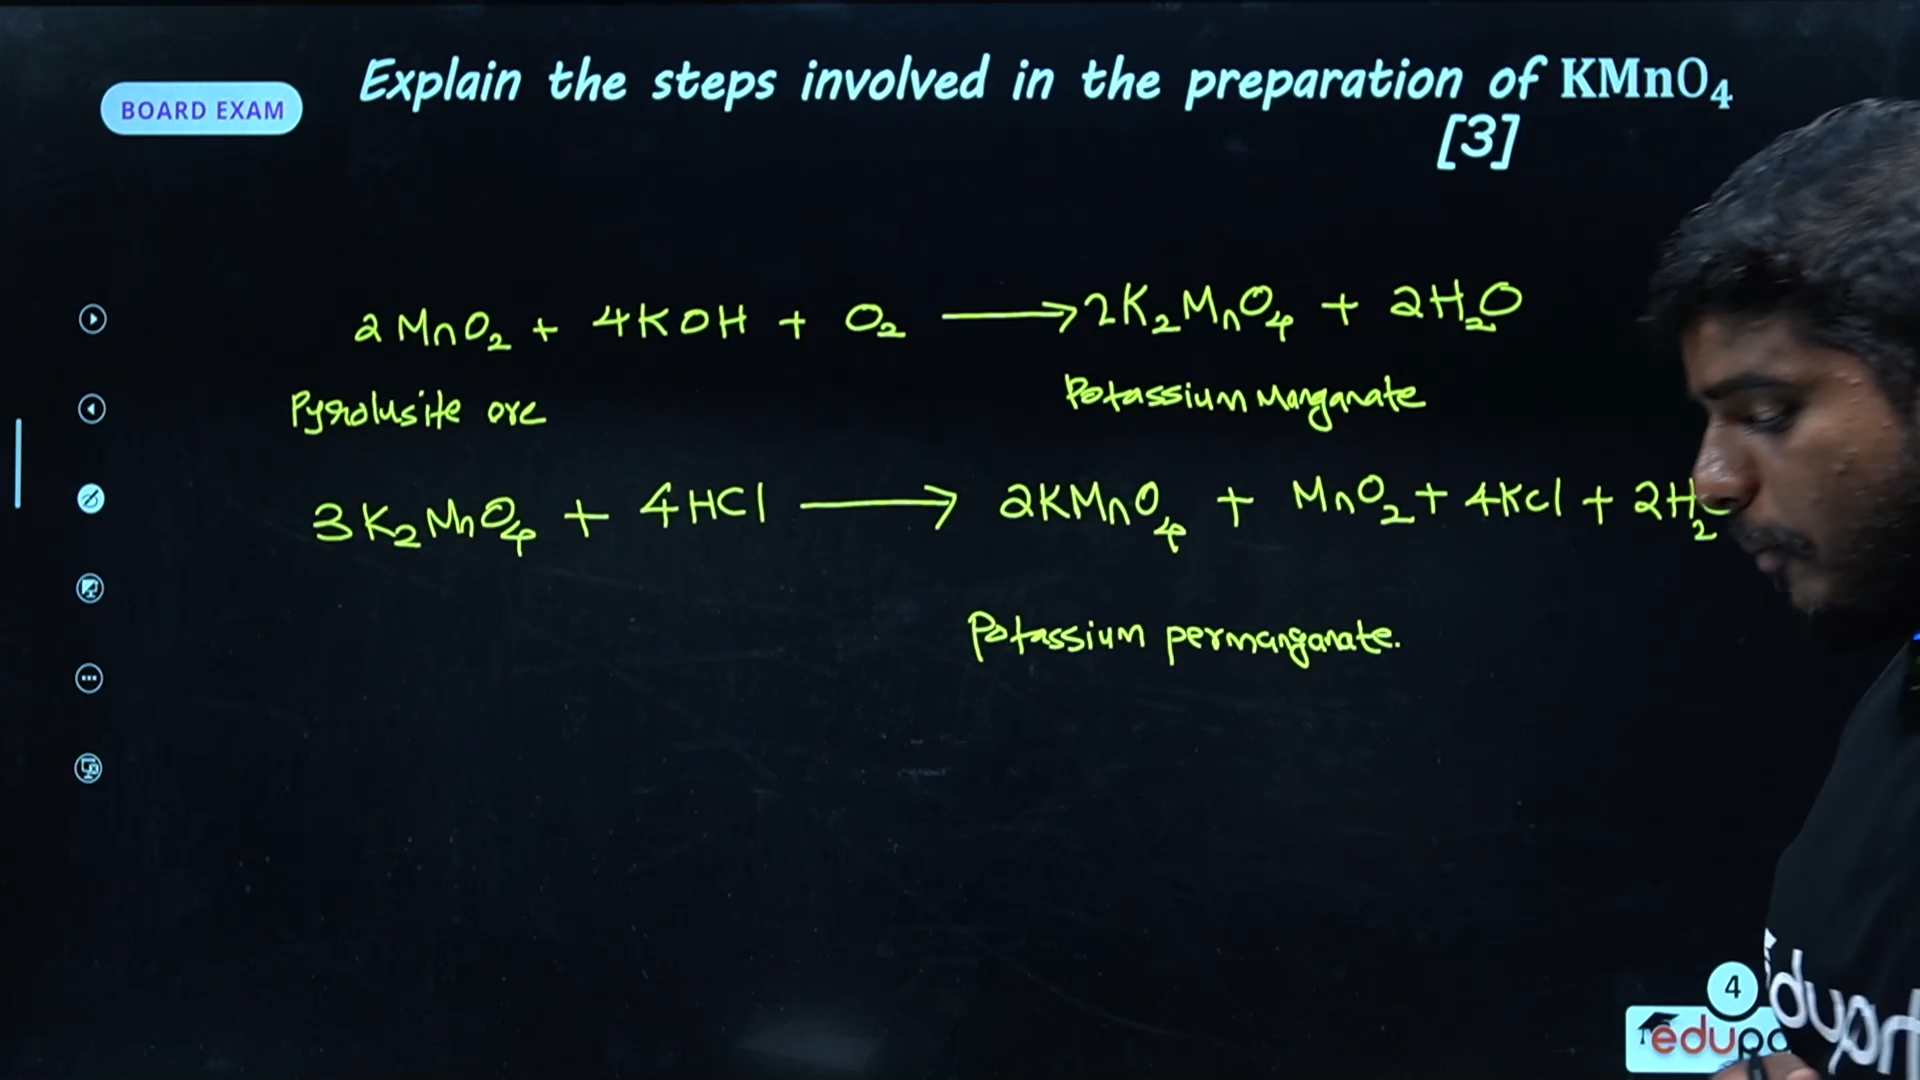 BOARD EXAM
Explain the steps involved in the preparation of KMnO₄
[3]
2MnO₂ + 4KOH + O₂ ⟶ 2K₂MnO₄ + 2H₂O
Pyrolusite ore
Potassium Manganate
3K₂MnO₄ + 4HCl ⟶ 2KMnO₄ + MnO₂ + 4KCl + 2H₂
Potassium permanganate.
4